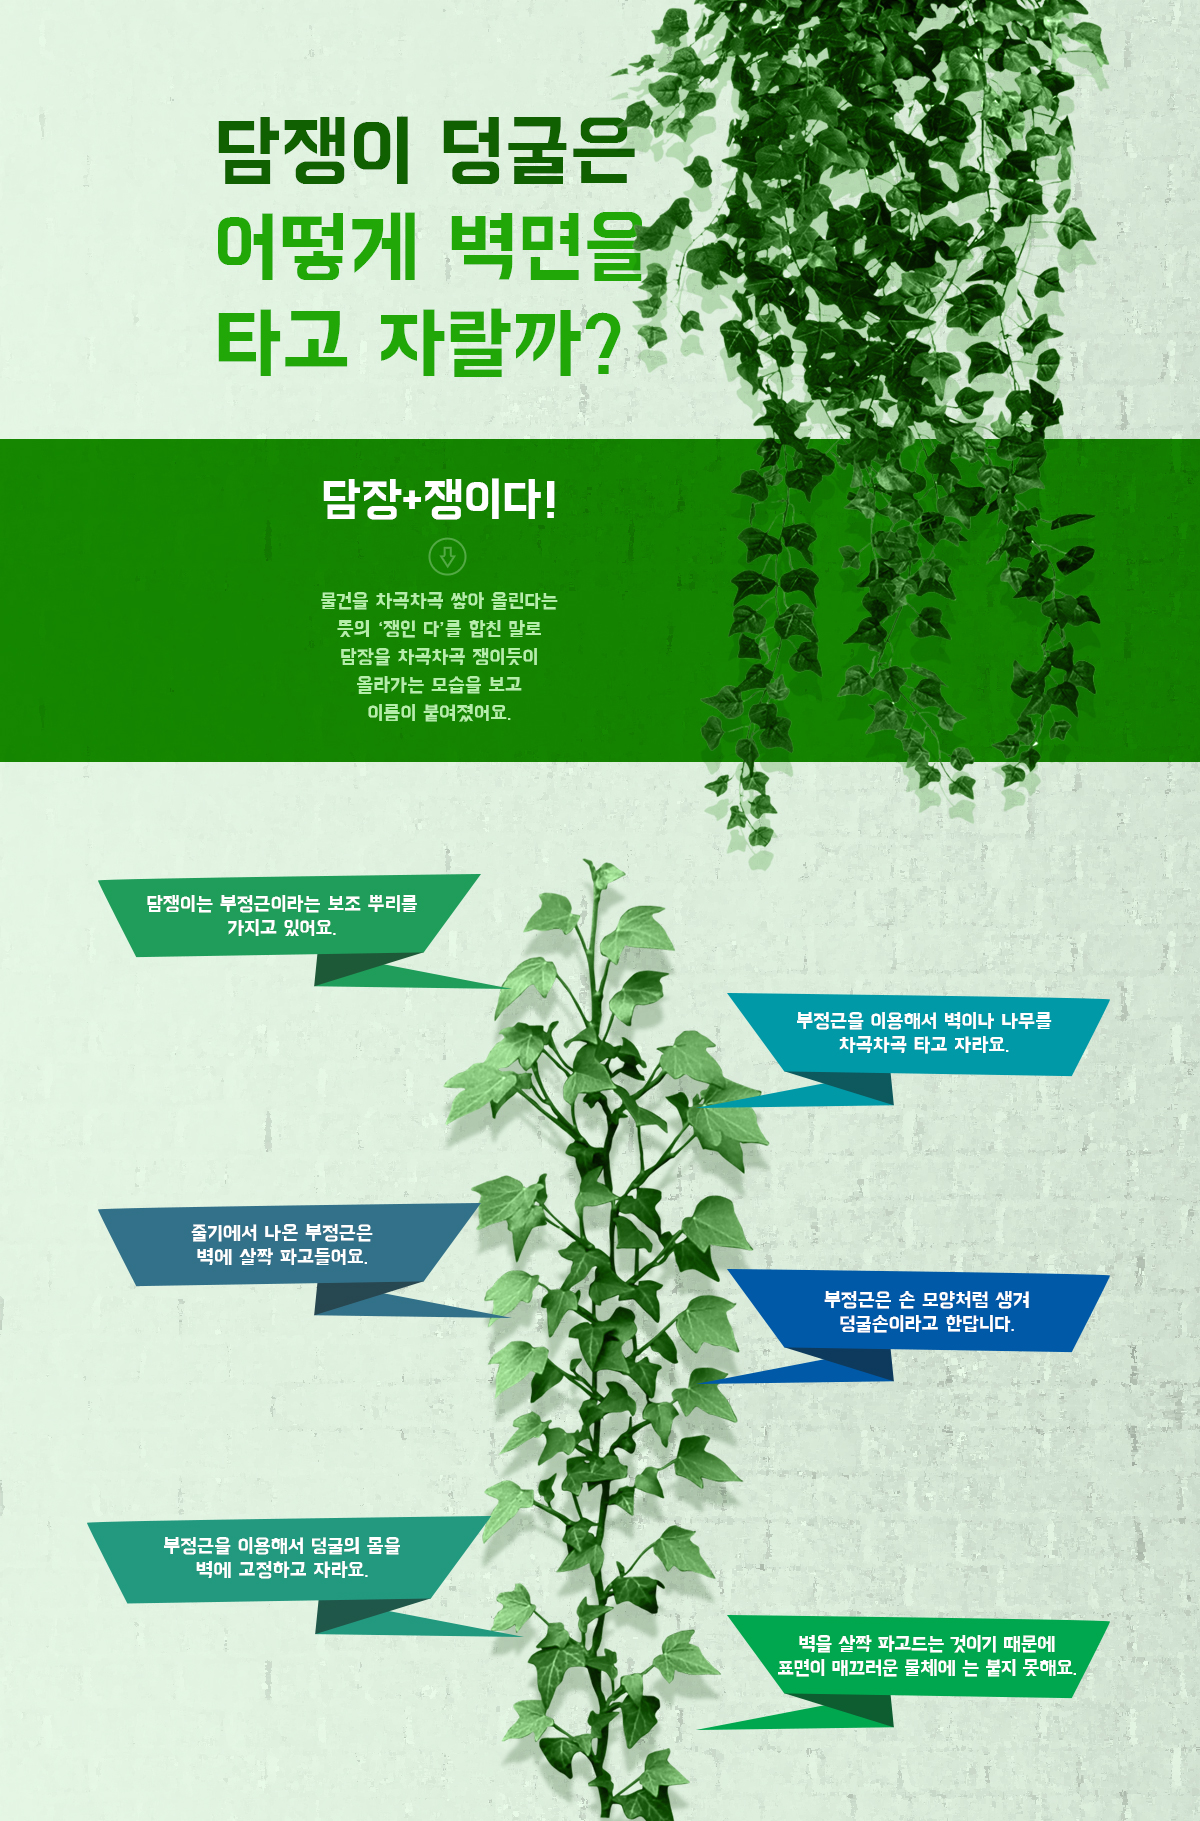 담쟁이 덩굴은
어떻게 벽면을
타고 자랄까?
담장+쟁이다!
물건을 차곡차곡 쌓아 올린다는
뜻의 ‘쟁인 다’를 합친 말로
담장을 차곡차곡 쟁이듯이
올라가는 모습을 보고
이름이 붙여졌어요.
담쟁이는 부정근이라는 보조 뿌리를
가지고 있어요.
부정근을 이용해서 벽이나 나무를
차곡차곡 타고 자라요.
줄기에서 나온 부정근은
벽에 살짝 파고들어요.
부정근은 손 모양처럼 생겨
덩굴손이라고 한답니다.
부정근을 이용해서 덩굴의 몸을
벽에 고정하고 자라요.
벽을 살짝 파고드는 것이기 때문에
표면이 매끄러운 물체에 는 붙지 못해요.